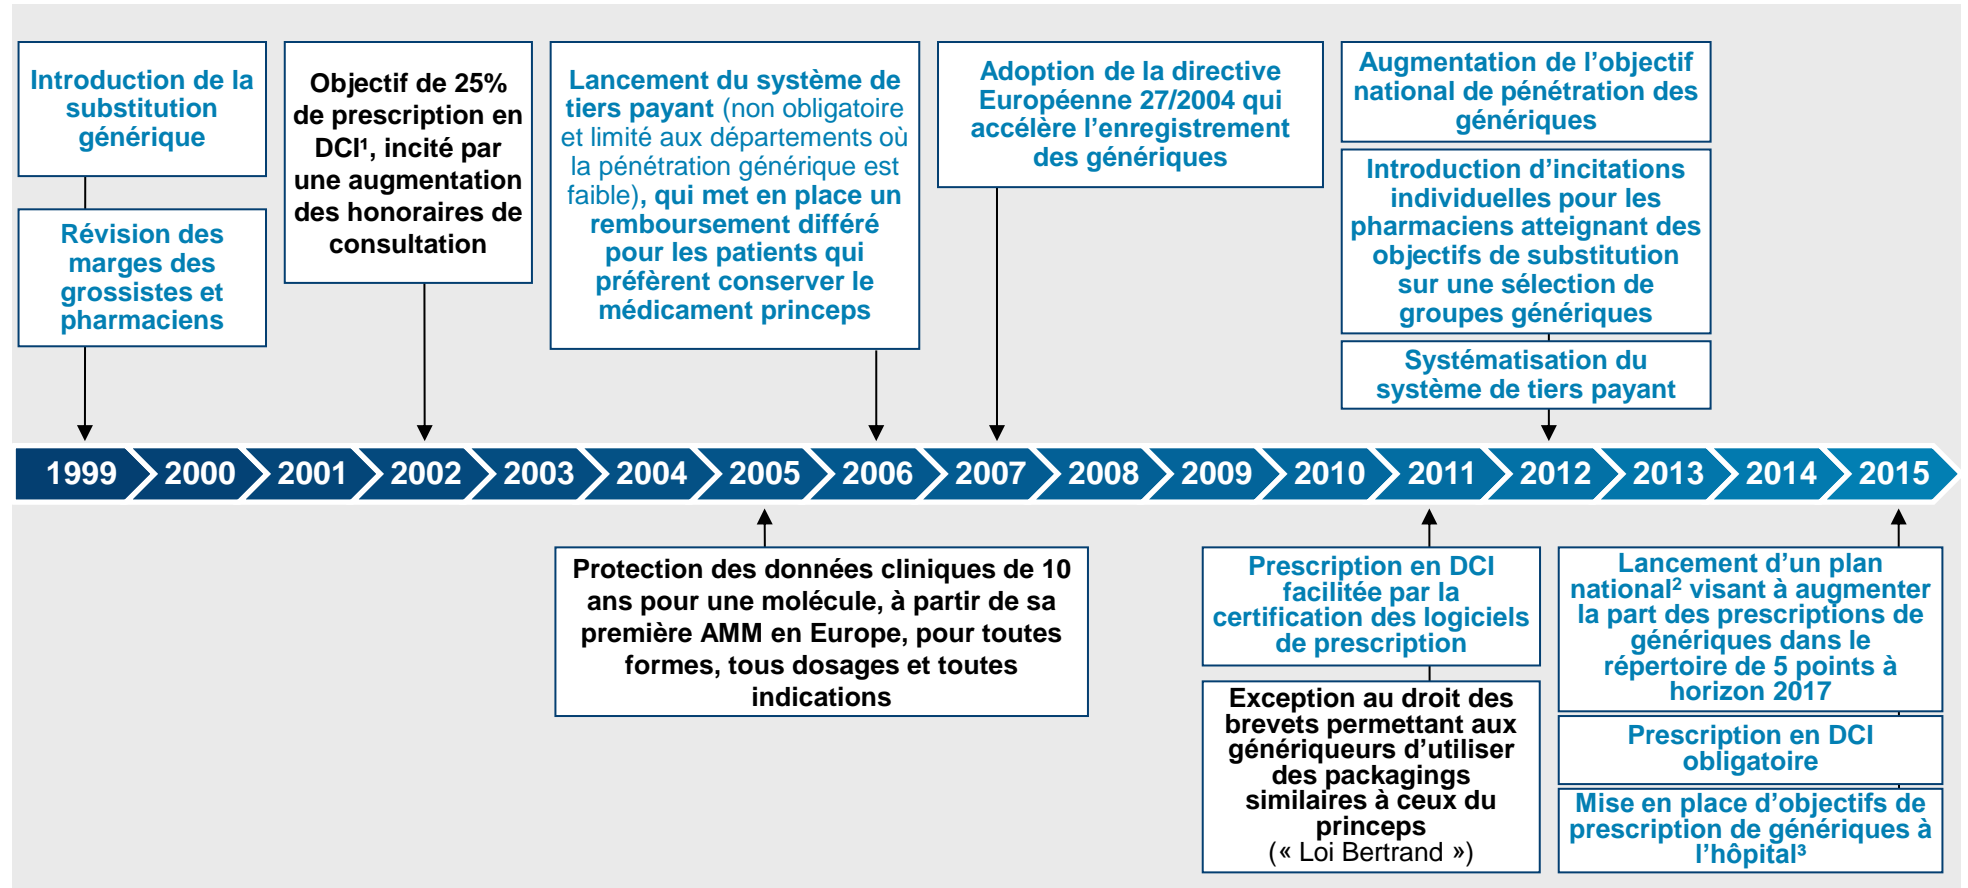 Introduction de la
substitution
générique
Révision des
marges des
grossistes et
pharmaciens
Objectif de 25%
de prescription en
DCI¹, incité par
une augmentation
des honoraires de
consultation
Lancement du système de
tiers payant (non obligatoire
et limité aux départements où
la pénétration générique est
faible), qui met en place un
remboursement différé
pour les patients qui
préfèrent conserver le
médicament princeps
Adoption de la directive
Européenne 27/2004 qui
accélère l’enregistrement
des génériques
Augmentation de l’objectif
national de pénétration des
génériques
Introduction d’incitations
individuelles pour les
pharmaciens atteignant des
objectifs de substitution
sur une sélection de
groupes génériques
Systématisation du
système de tiers payant
1999 2000 2001 2002 2003 2004 2005 2006 2007 2008 2009 2010 2011 2012 2013 2014 2015
Protection des données cliniques de 10
ans pour une molécule, à partir de sa
première AMM en Europe, pour toutes
formes, tous dosages et toutes
indications
Prescription en DCI
facilitée par la
certification des logiciels
de prescription
Exception au droit des
brevets permettant aux
génériqueurs d’utiliser
des packagings
similaires à ceux du
princeps
(« Loi Bertrand »)
Lancement d’un plan
national² visant à augmenter
la part des prescriptions de
génériques dans le
répertoire de 5 points à
horizon 2017
Prescription en DCI
obligatoire
Mise en place d’objectifs de
prescription de génériques à
l’hôpital³